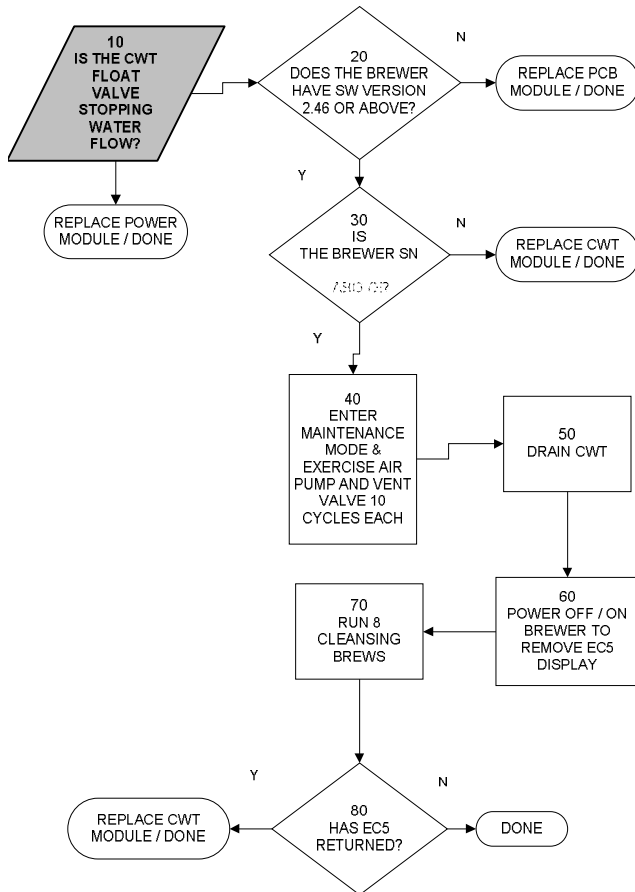 10
IS THE CWT
FLOAT
VALVE
STOPPING
WATER
FLOW?
REPLACE POWER
MODULE / DONE
20
DOES THE BREWER
HAVE SW VERSION
2.46 OR ABOVE?
N
REPLACE PCB
MODULE / DONE
Y
30
IS
THE BREWER SN
N
REPLACE CWT
MODULE / DONE
Y
40
ENTER
MAINTENANCE
MODE &
EXERCISE AIR
PUMP AND VENT
VALVE 10
CYCLES EACH
50
DRAIN CWT
60
POWER OFF / ON
BREWER TO
REMOVE EC5
DISPLAY
70
RUN 8
CLEANSING
BREWS
80
HAS EC5
RETURNED?
Y
REPLACE CWT
MODULE / DONE
N
DONE